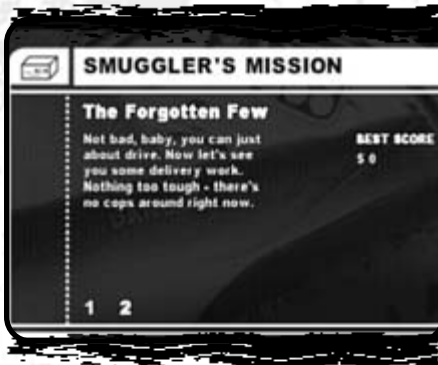 SMUGGLER'S MISSION
The Forgotten Few
Not bad, baby, you can just
about drive. Now let's see
you some delivery work.
Nothing too tough - there's
no cops around right now.
BEST SCORE
$ 0
1 2